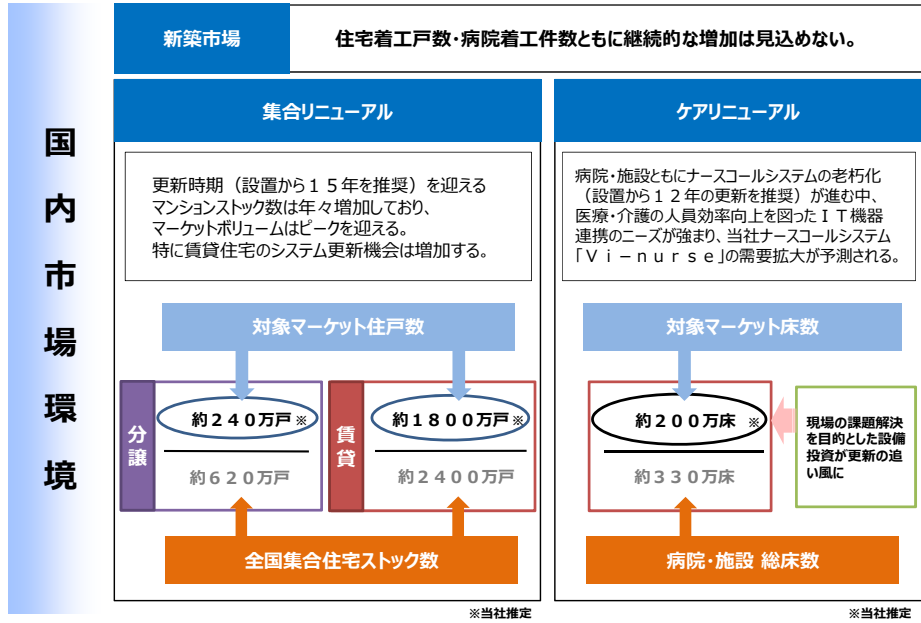 国内市場環境
新築市場
住宅着工戸数・病院着工件数ともに継続的な増加は見込めない。
集合リニューアル
更新時期（設置から１５年を推奨）を迎える
マンションストック数は年々増加しており、
マーケットボリュームはピークを迎える。
特に賃貸住宅のシステム更新機会は増加する。
対象マーケット住戸数
分譲
約２４０万戸※
約６２０万戸
賃貸
約１８００万戸※
約２４００万戸
全国集合住宅ストック数
※当社推定
ケアリニューアル
病院・施設ともにナースコールシステムの老朽化
（設置から１２年の更新を推奨）が進む中、
医療・介護の人員効率向上を図ったＩＴ機器
連携のニーズが強まり、当社ナースコールシステム
「Ｖｉ－ｎｕｒｓｅ」の需要拡大が予測される。
対象マーケット床数
約２００万床 ※
約３３０万床
現場の課題解決
を目的とした設備
投資が更新の追
い風に
病院・施設 総床数
※当社推定